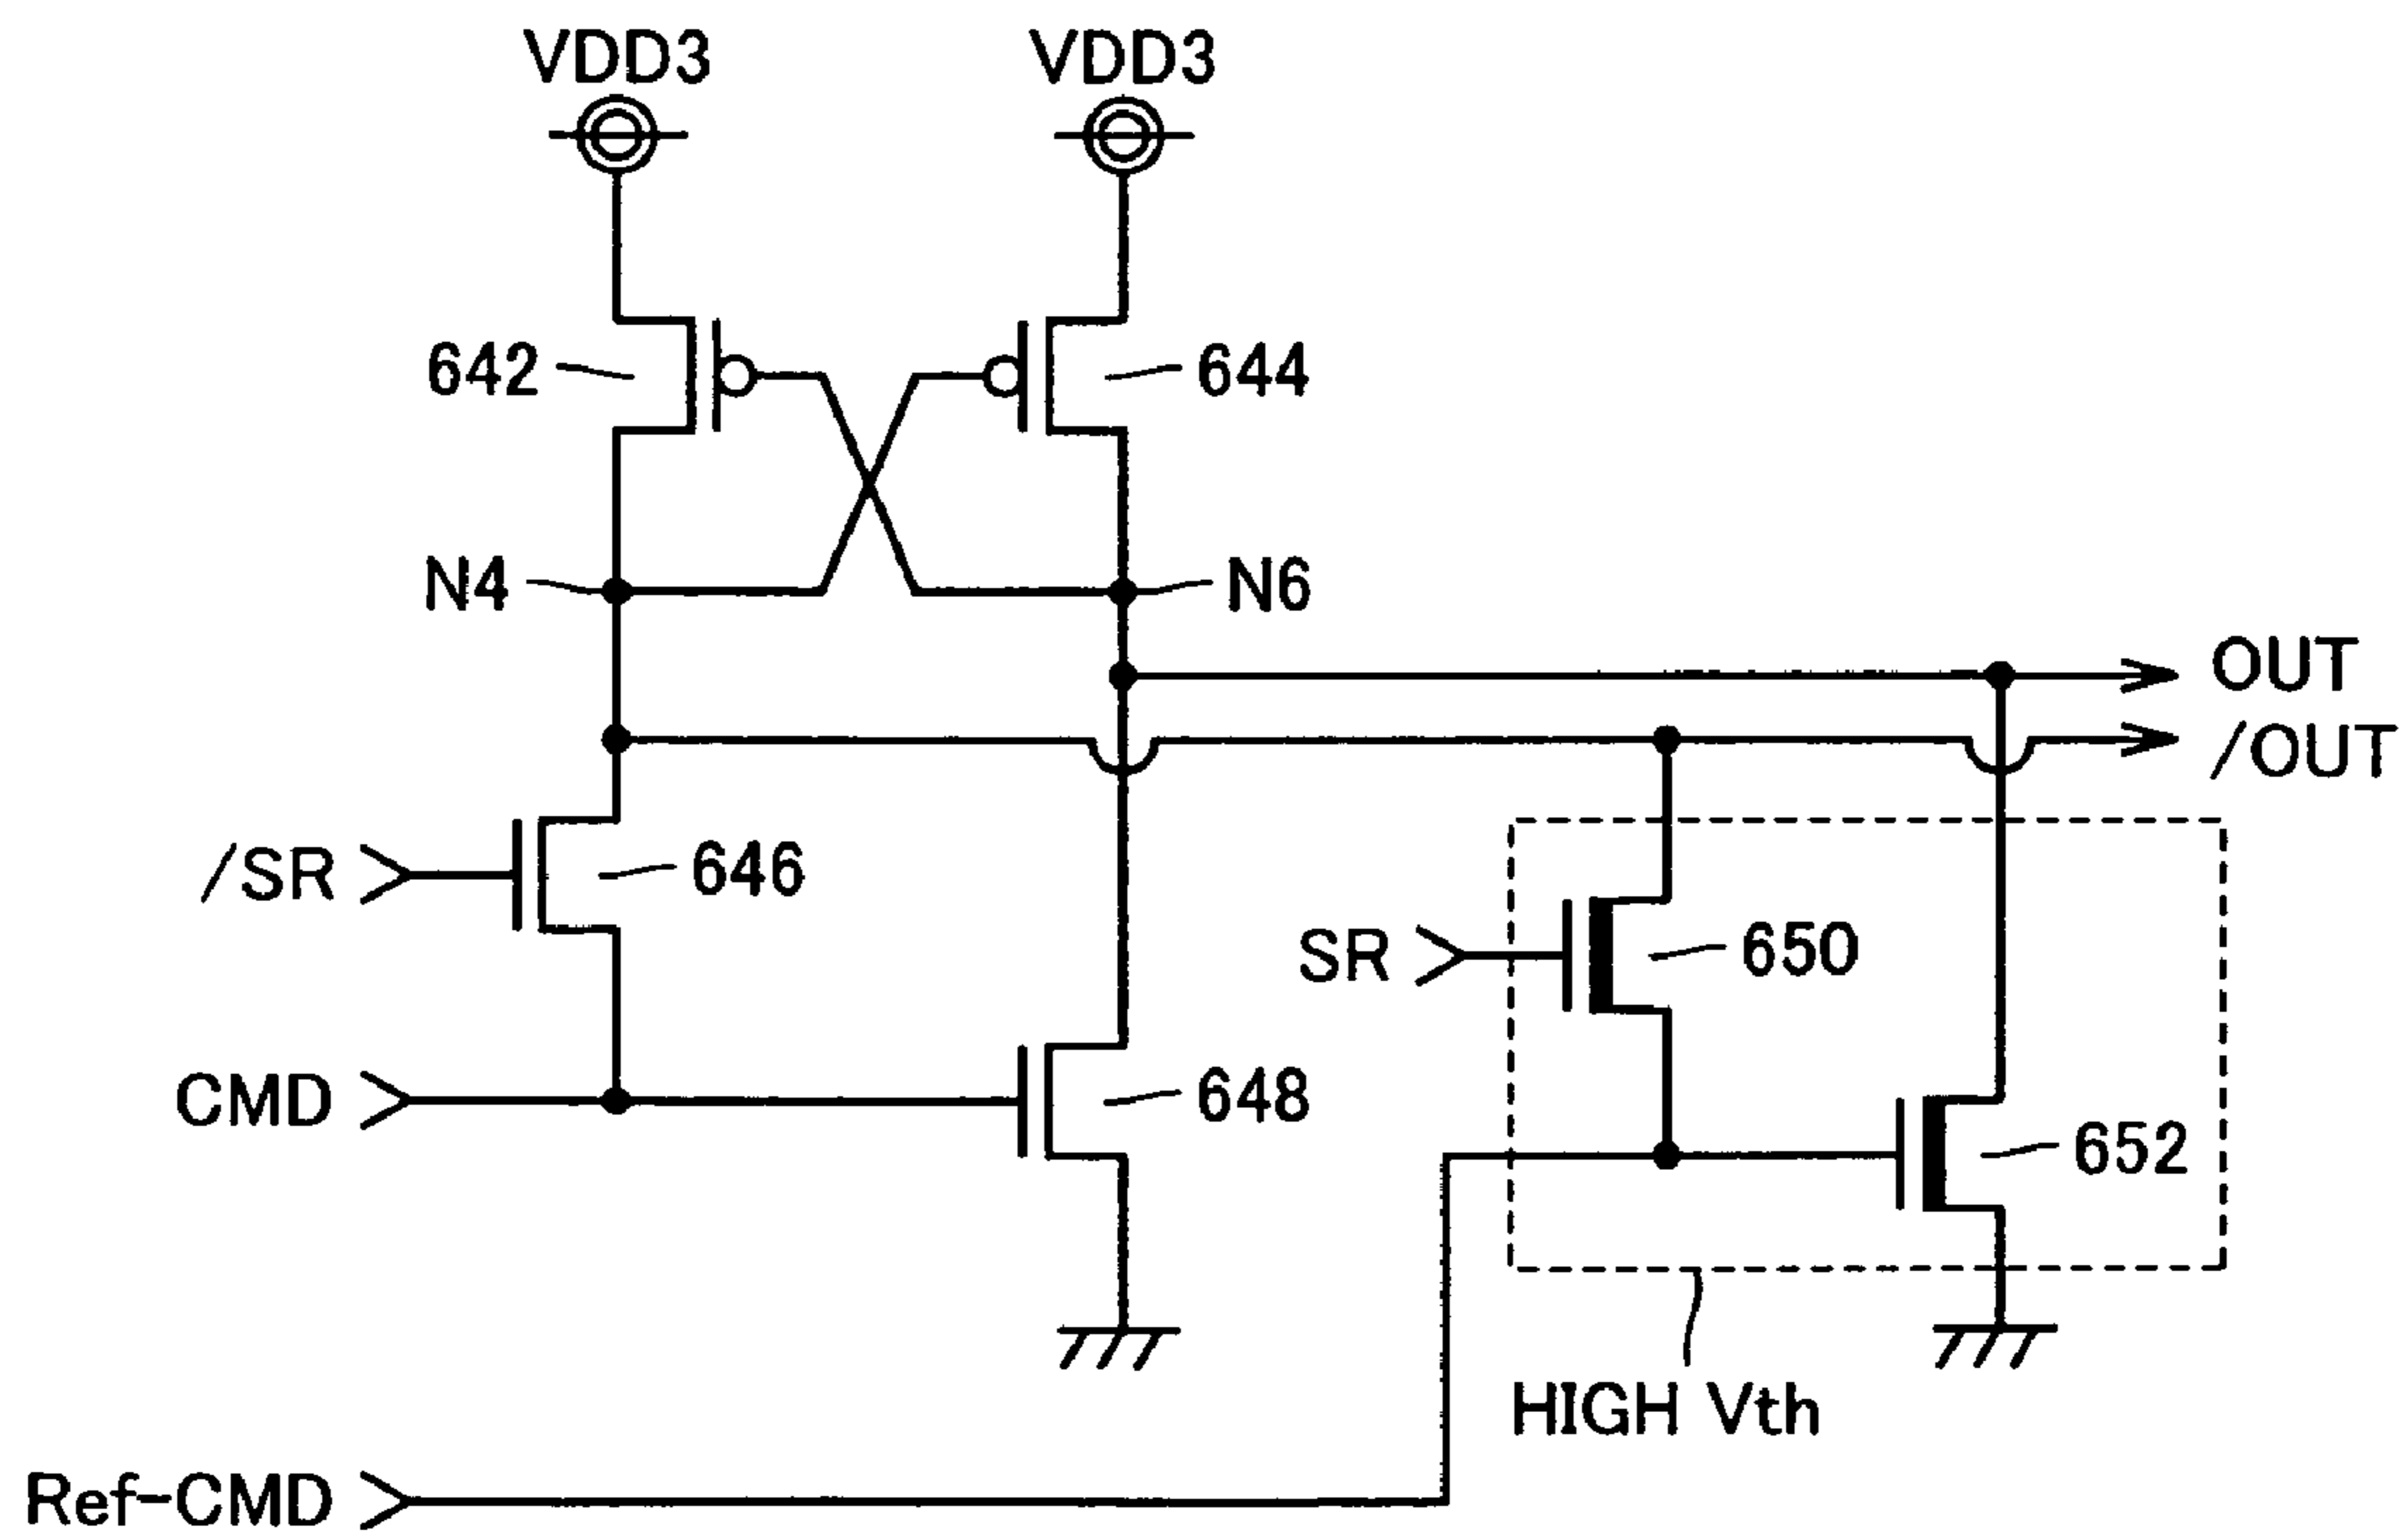 VDD3 VDD3
642 644
N4 N6
OUT
/OUT
/SR 646
SR 650
CMD 648
652
HIGH Vth
Ref-CMD